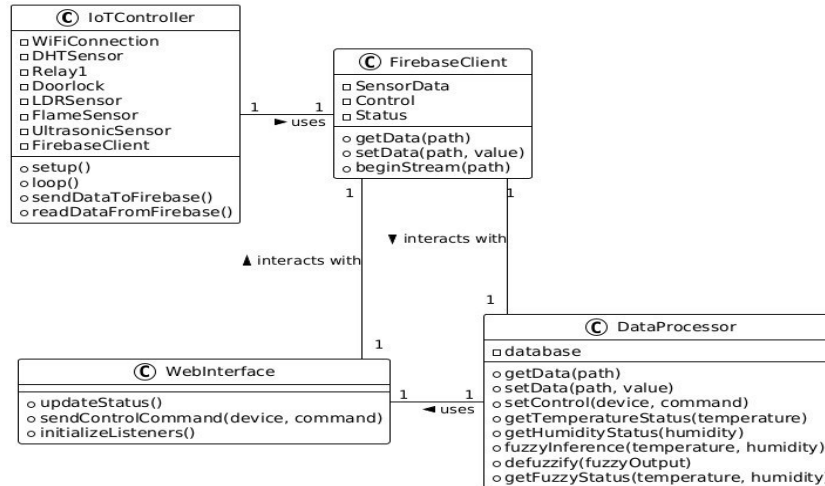 C IoTController
WiFiConnection
DHTSensor
Relay1
Doorlock
LDRSensor
FlameSensor
UltrasonicSensor
FirebaseClient
setup()
loop()
sendDataToFirebase()
readDataFromFirebase()
1 1
uses
C FirebaseClient
SensorData
Control
Status
getData(path)
setData(path, value)
beginStream(path)
1 1
interacts with
interacts with
1
1
C WebInterface
updateStatus()
sendControlCommand(device, command)
initializeListeners()
1 1
uses
C DataProcessor
database
getData(path)
setData(path, value)
setControl(device, command)
getTemperatureStatus(temperature)
getHumidityStatus(humidity)
fuzzyInference(temperature, humidity)
defuzzify(fuzzyOutput)
getFuzzyStatus(temperature, humidity)